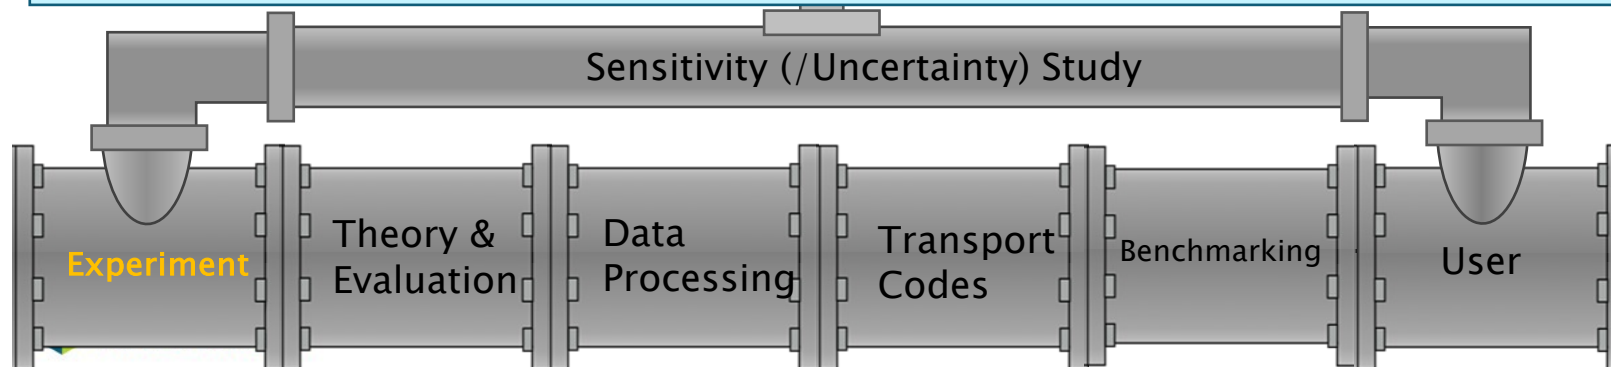 Sensitivity (/Uncertainty) Study
Experiment
Theory &
Evaluation
Data
Processing
Transport
Codes
Benchmarking
User